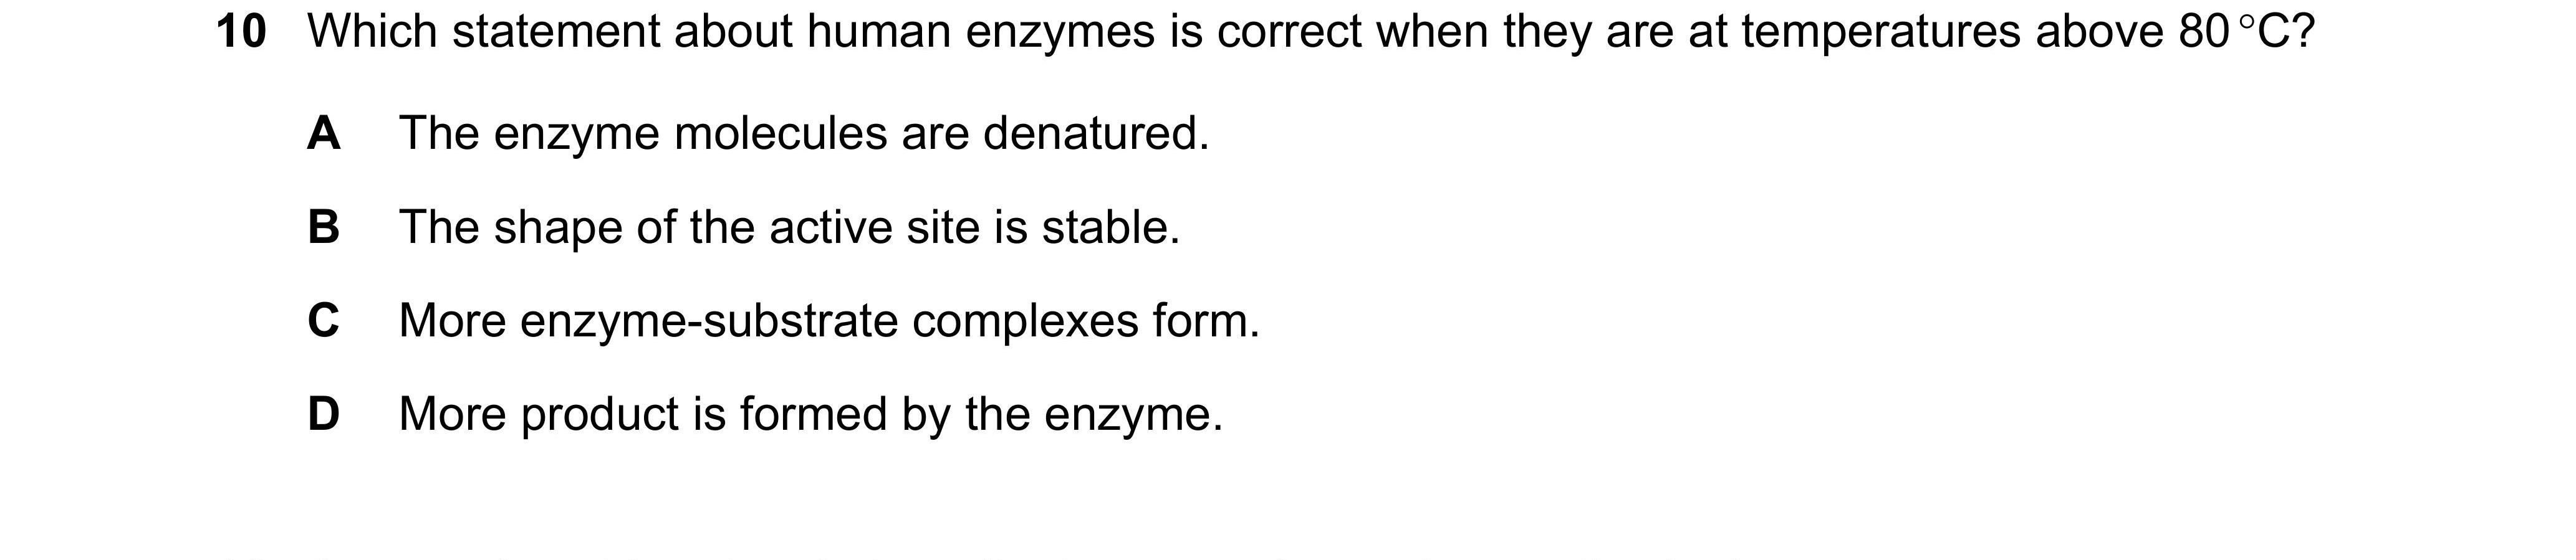 10 Which statement about human enzymes is correct when they are at temperatures above 80 °C?
A The enzyme molecules are denatured.
B The shape of the active site is stable.
C More enzyme-substrate complexes form.
D More product is formed by the enzyme.